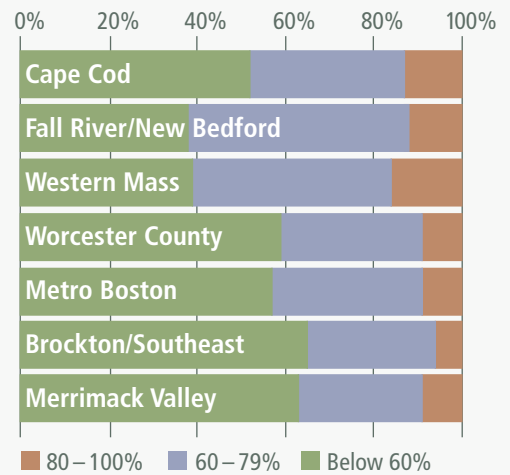 0% 20% 40% 60% 80% 100%
Cape Cod
Fall River/New Bedford
Western Mass
Worcester County
Metro Boston
Brockton/Southeast
Merrimack Valley
80–100% 60–79% Below 60%